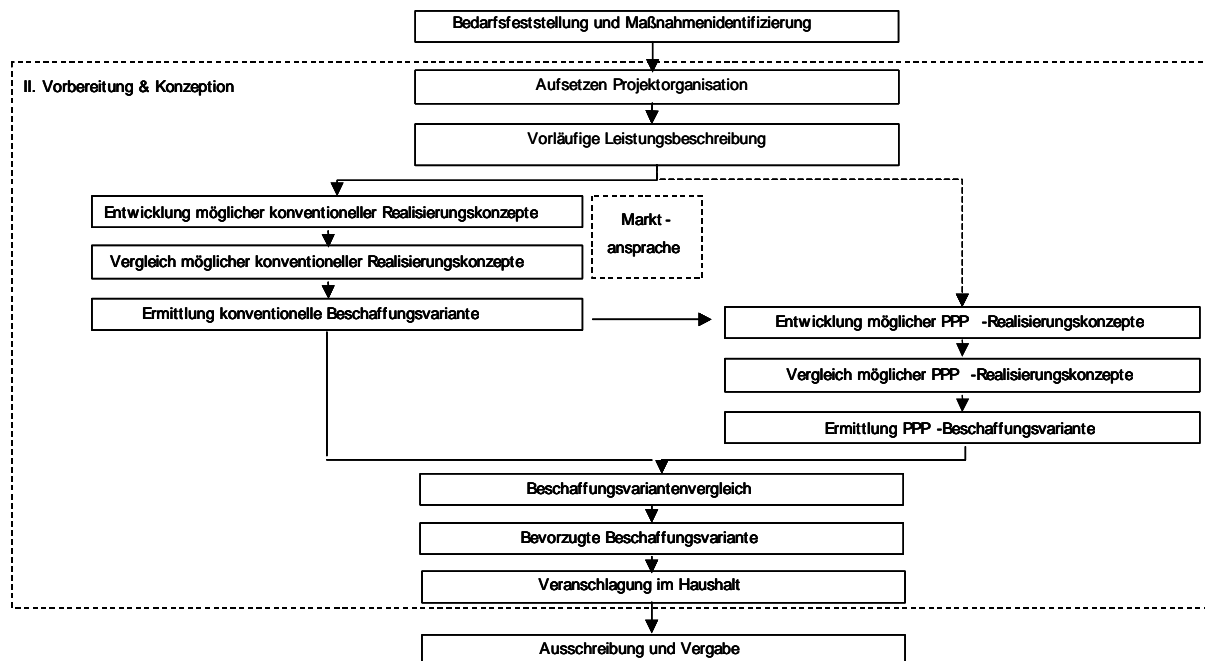 Bedarfsfeststellung und Maßnahmenidentifizierung
II. Vorbereitung & Konzeption
Aufsetzen Projektorganisation
Vorläufige Leistungsbeschreibung
Entwicklung möglicher konventioneller Realisierungskonzepte
Markt -
ansprache
Vergleich möglicher konventioneller Realisierungskonzepte
Ermittlung konventionelle Beschaffungsvariante
Entwicklung möglicher PPP -Realisierungskonzepte
Vergleich möglicher PPP -Realisierungskonzepte
Ermittlung PPP -Beschaffungsvariante
Beschaffungsvariantenvergleich
Bevorzugte Beschaffungsvariante
Veranschlagung im Haushalt
Ausschreibung und Vergabe